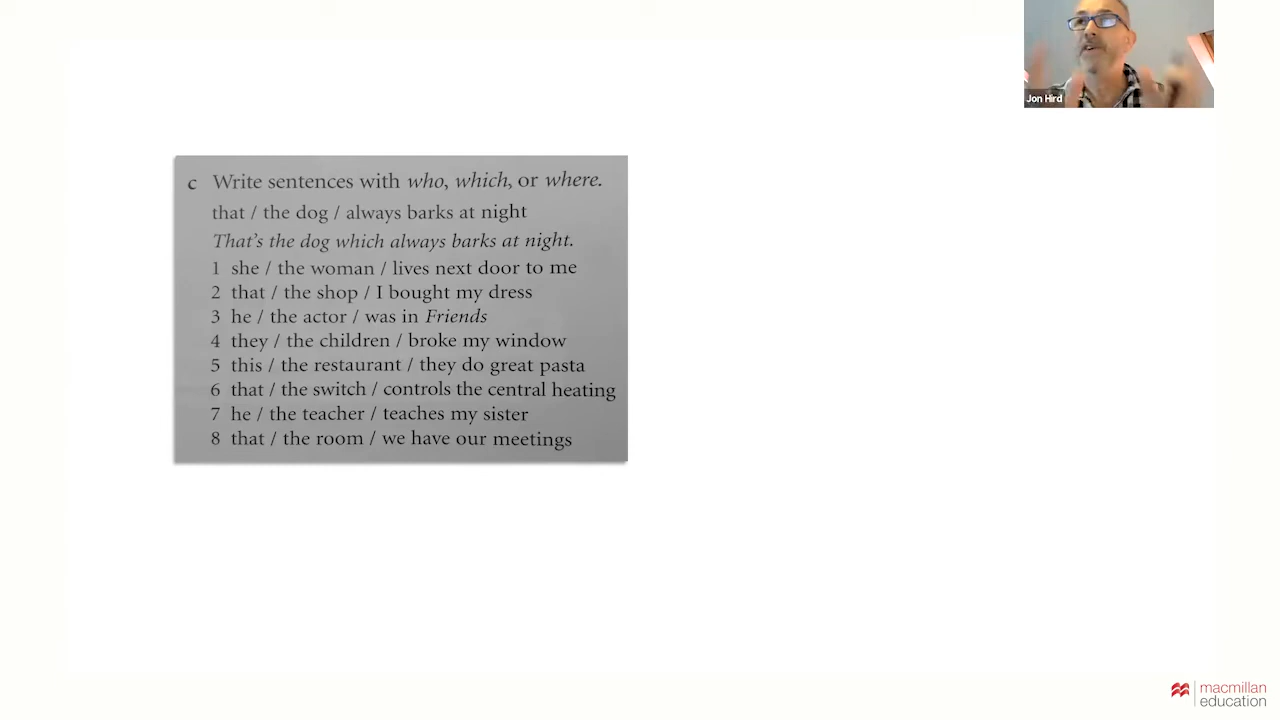 Jon Hird
c Write sentences with who, which, or where.
that / the dog / always barks at night
That's the dog which always barks at night.
1 she / the woman / lives next door to me
2 that / the shop / I bought my dress
3 he / the actor / was in Friends
4 they / the children / broke my window
5 this / the restaurant / they do great pasta
6 that / the switch / controls the central heating
7 he / the teacher / teaches my sister
8 that / the room / we have our meetings
macmillan
education